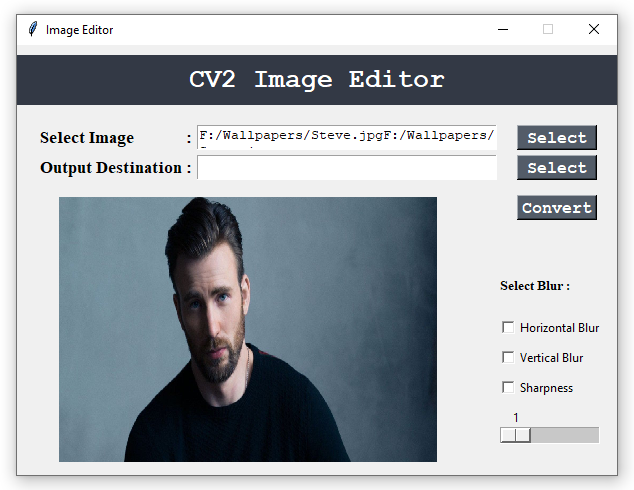 Image Editor
CV2 Image Editor
Select Image :
F:/Wallpapers/Steve.jpgF:/Wallpapers/
Select
Output Destination :
Select
Convert
Select Blur :
Horizontal Blur
Vertical Blur
Sharpness
1